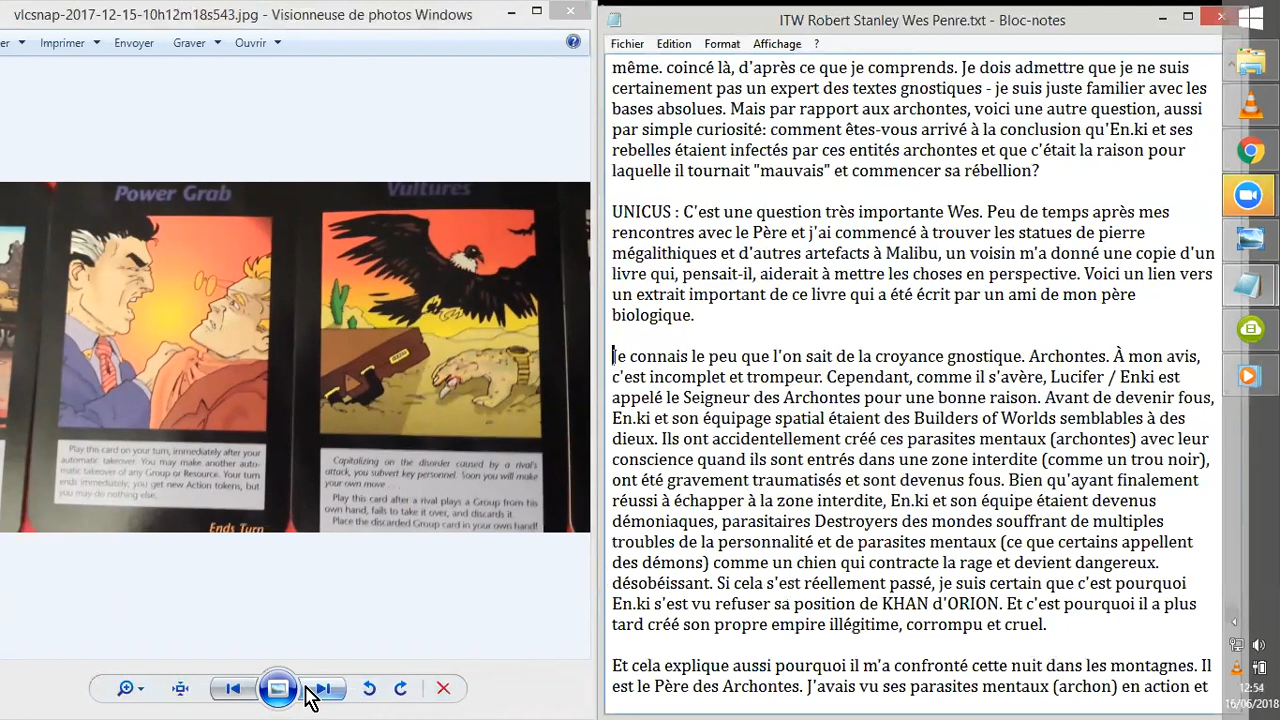 vlcsnap-2017-12-15-10h12m18s543.jpg - Visionneuse de photos Windows
Imprimer
Envoyer
Graver
Ouvrir
Power Grab
Play this card on your turn, immediately after your
automatic takeover. You may make another auto-
matic takeover of any Group or Resource. Your turn
ends immediately; you get new Action tokens, but
you may do nothing else.
Ends Turn
Vultures
Capitalizing on the disorder caused by a rival's
attack, you subvert key personnel. Soon you will make
your own move . . .
Play this card after a rival plays a Group from his
own hand, fails to take it over, and discards it.
Place the discarded Group card in your own hand!
ITW Robert Stanley Wes Penre.txt - Bloc-notes
Fichier Edition Format Affichage ?
même. coincé là, d'après ce que je comprends. Je dois admettre que je ne suis
certainement pas un expert des textes gnostiques - je suis juste familier avec les
bases absolues. Mais par rapport aux archontes, voici une autre question, aussi
par simple curiosité: comment êtes-vous arrivé à la conclusion qu'En.ki et ses
rebelles étaient infectés par ces entités archontes et que c'était la raison pour
laquelle il tournait "mauvais" et commencer sa rébellion?
UNICUS : C'est une question très importante Wes. Peu de temps après mes
rencontres avec le Père et j'ai commencé à trouver les statues de pierre
mégalithiques et d'autres artefacts à Malibu, un voisin m'a donné une copie d'un
livre qui, pensait-il, aiderait à mettre les choses en perspective. Voici un lien vers
un extrait important de ce livre qui a été écrit par un ami de mon père
biologique.
Je connais le peu que l'on sait de la croyance gnostique. Archontes. À mon avis,
c'est incomplet et trompeur. Cependant, comme il s'avère, Lucifer / Enki est
appelé le Seigneur des Archontes pour une bonne raison. Avant de devenir fous,
En.ki et son équipage spatial étaient des Builders of Worlds semblables à des
dieux. Ils ont accidentellement créé ces parasites mentaux (archontes) avec leur
conscience quand ils sont entrés dans une zone interdite (comme un trou noir),
ont été gravement traumatisés et sont devenus fous. Bien qu'ayant finalement
réussi à échapper à la zone interdite, En.ki et son équipe étaient devenus
démoniaques, parasitaires Destroyers des mondes souffrant de multiples
troubles de la personnalité et de parasites mentaux (ce que certains appellent
des démons) comme un chien qui contracte la rage et devient dangereux.
désobéissant. Si cela s'est réellement passé, je suis certain que c'est pourquoi
En.ki s'est vu refuser sa position de KHAN d'ORION. Et c'est pourquoi il a plus
tard créé son propre empire illégitime, corrompu et cruel.
Et cela explique aussi pourquoi il m'a confronté cette nuit dans les montagnes. Il
est le Père des Archontes. J'avais vu ses parasites mentaux (archon) en action et
12:54
16/06/2018